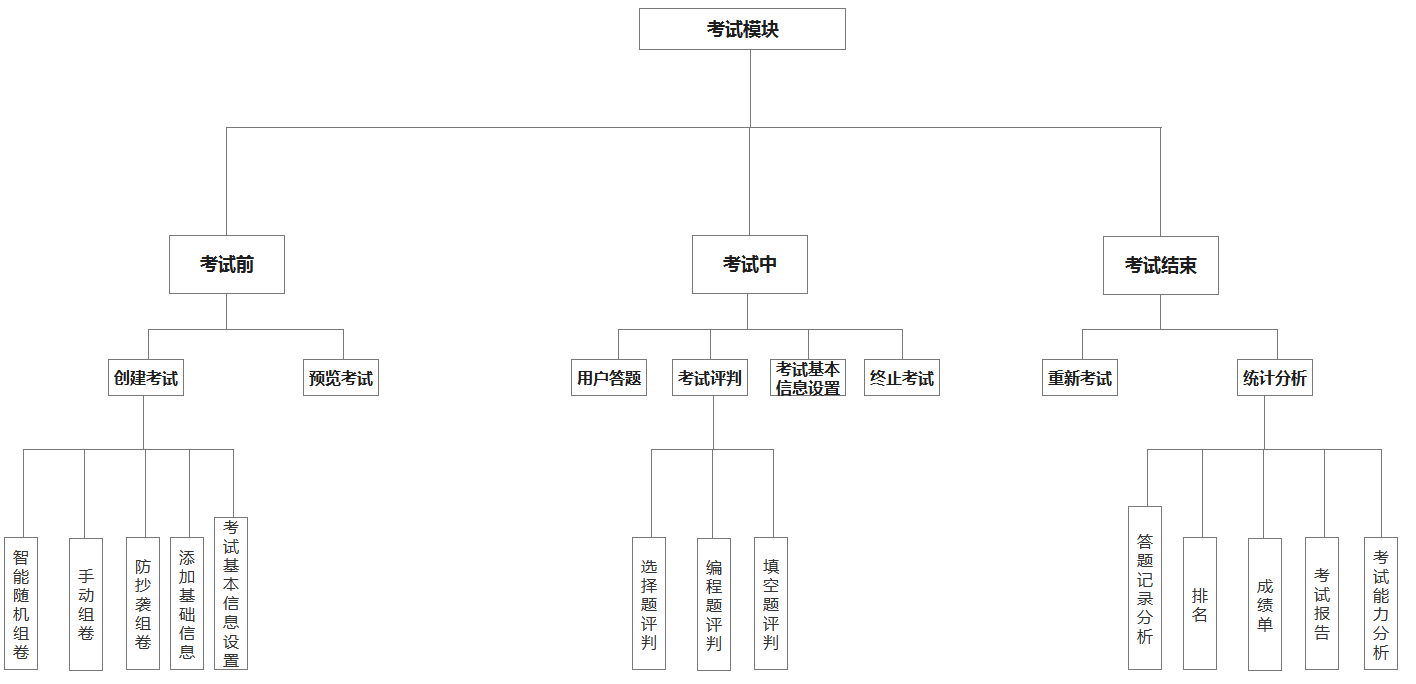 考试模块
考试前
考试中
考试结束
创建考试
预览考试
用户答题
考试评判
考试基本
信息设置
终止考试
重新考试
统计分析
智能随机组卷
手动组卷
防抄袭组卷
添加基础信息
考试基本信息设置
选择题评判
编程题评判
填空题评判
答题记录分析
排名
成绩单
考试报告
考试能力分析